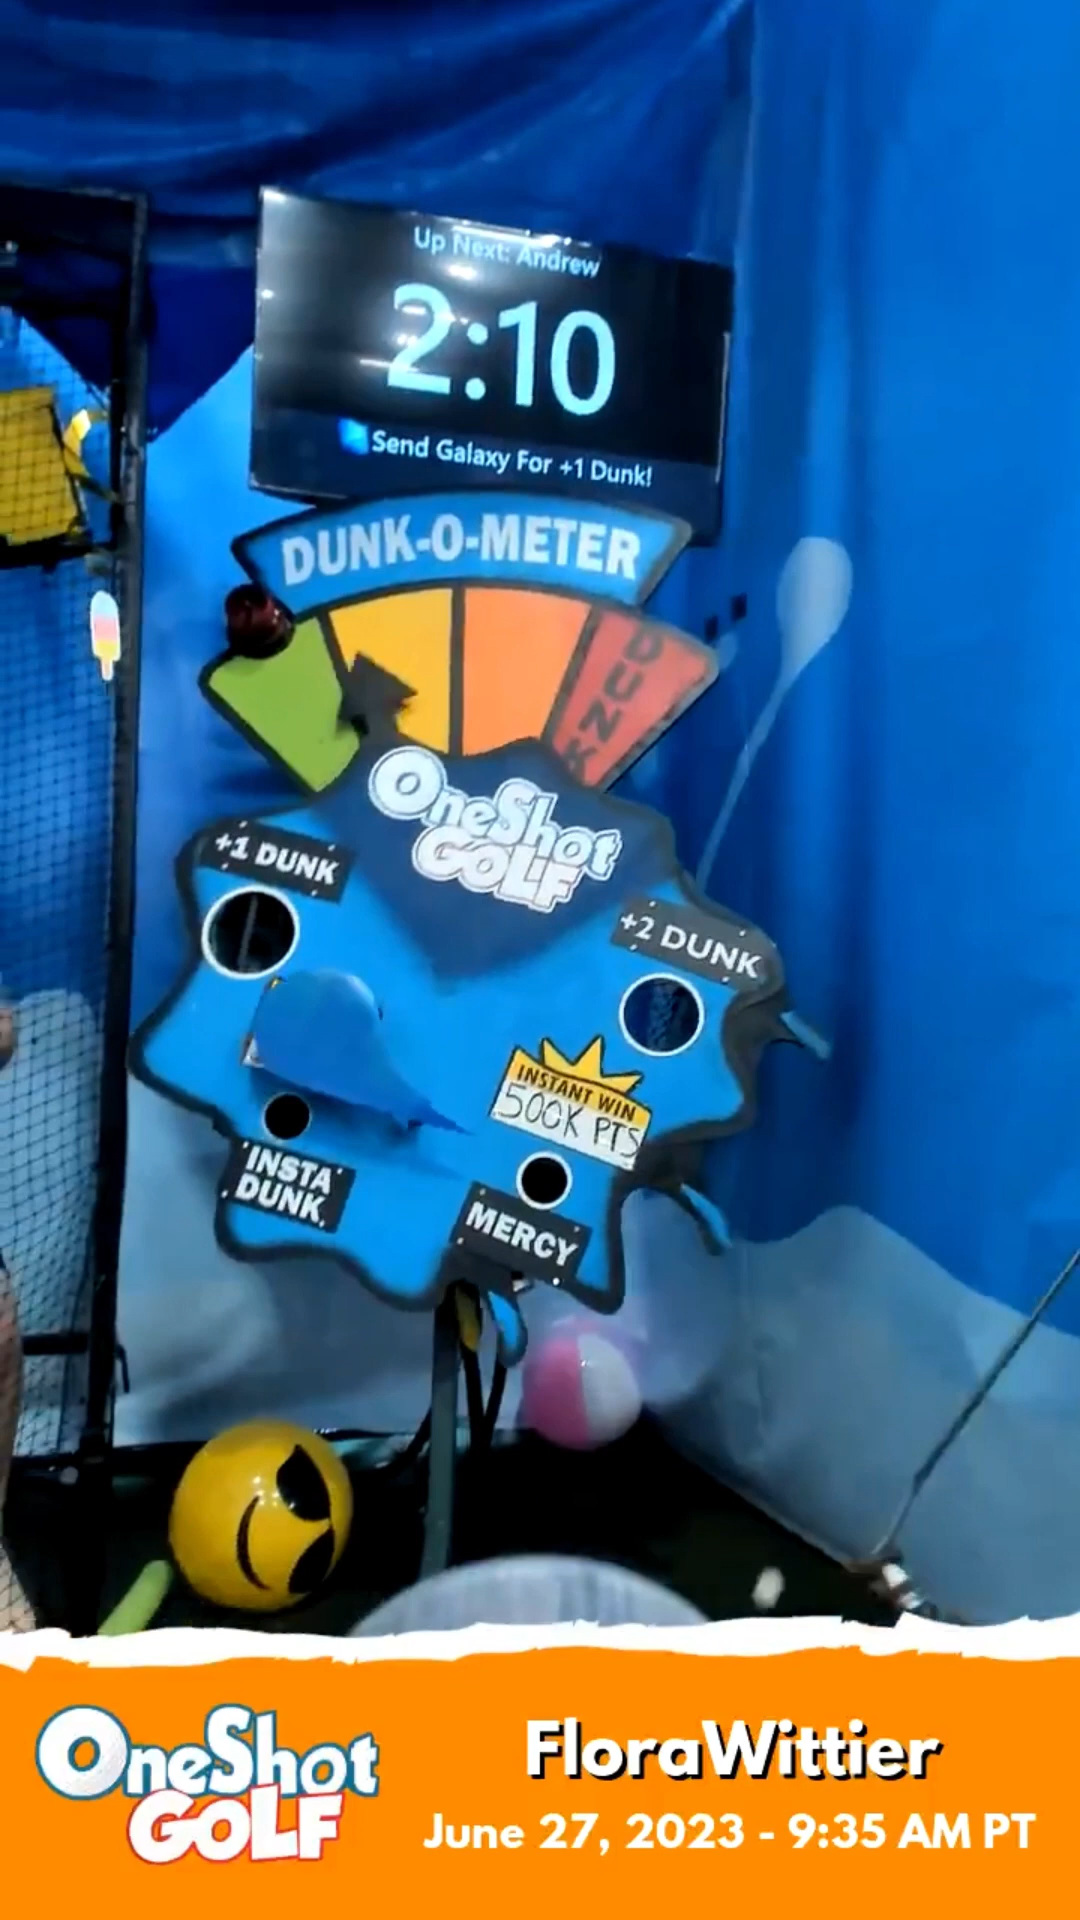 Up Next: Andrew
2:10
Send Galaxy For +1 Dunk!
DUNK-O-METER
DUNK
OneShot
GOLF
+1 DUNK
+2 DUNK
INSTANT WIN
500K PTS
INSTA
DUNK
MERCY
OneShot
GOLF
FloraWittier
June 27, 2023 - 9:35 AM PT